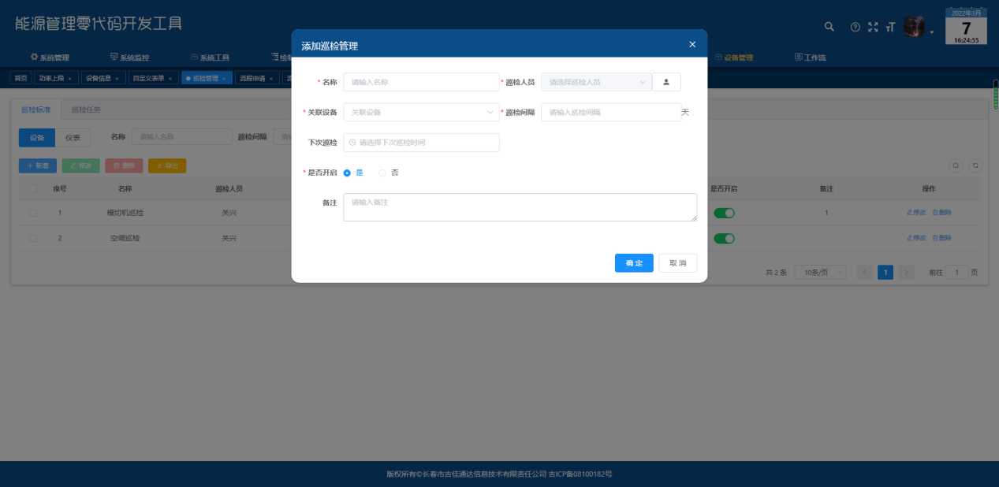 能源管理零代码开发工具
2022年3月
7
16:24:55
系统管理 系统监控 系统工具 设备管理 工作流
首页 功率上限 × 设备信息 × 自定义表单 × 巡检管理 × 流程申请 ×
添加巡检管理 ×
* 名称 请输入名称 * 巡检人员 请选择巡检人员
* 关联设备 关联设备 * 巡检间隔 请输入巡检间隔 天
下次巡检 请选择下次巡检时间
* 是否开启 是 否
备注 请输入备注
确 定 取 消
巡检标准 巡检任务
设备 仪表 名称 请输入名称 巡检间隔
+ 新增 修改 删除 导出
序号 名称 巡检人员 是否开启 备注 操作
1 模切机巡检 关兴 1 修改 删除
2 空调巡检 关兴 修改 删除
共 2 条 10条/页 < 1 > 前往 1 页
版权所有©长春市吉佳通达信息技术有限责任公司 吉ICP备08100182号